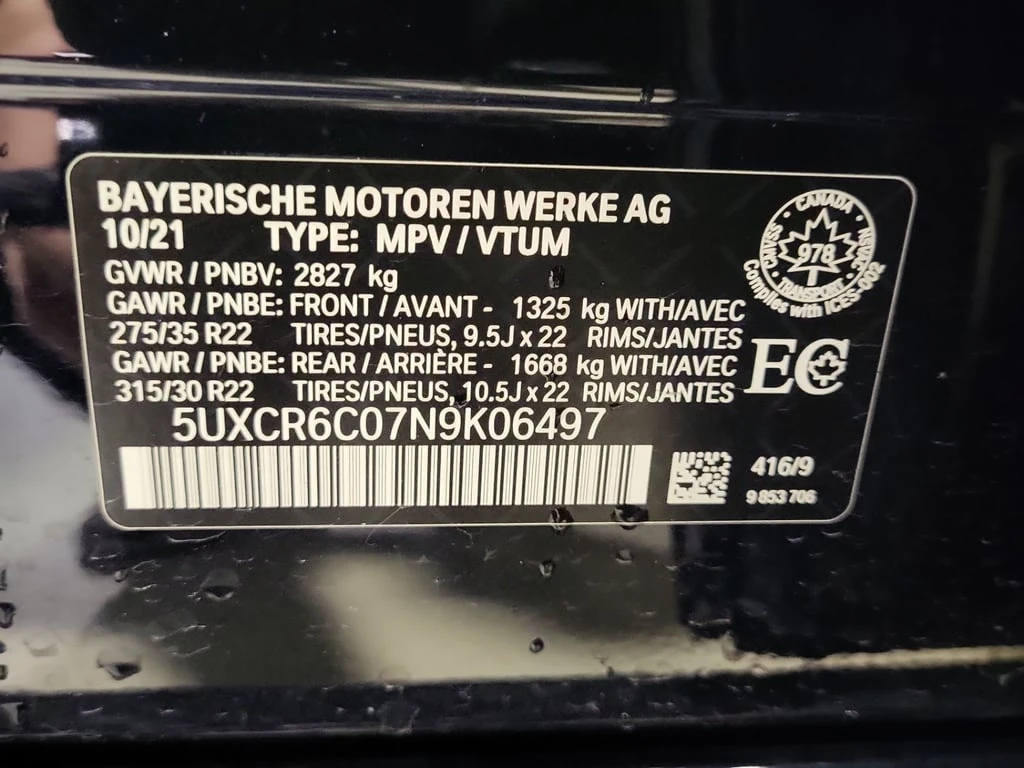 BAYERISCHE MOTOREN WERKE AG
10/21 TYPE: MPV / VTUM
GVWR / PNBV: 2827 kg
GAWR / PNBE: FRONT / AVANT - 1325 kg WITH/AVEC
275/35 R22 TIRES/PNEUS, 9.5J x 22 RIMS/JANTES
GAWR / PNBE: REAR / ARRIÈRE - 1668 kg WITH/AVEC
315/30 R22 TIRES/PNEUS, 10.5J x 22 RIMS/JANTES
5UXCR6C07N9K06497
CANADA
CMVSS 978 NSVAC
TRANSPORT
Complies with ICES-002
EC
416/9
9 853 706